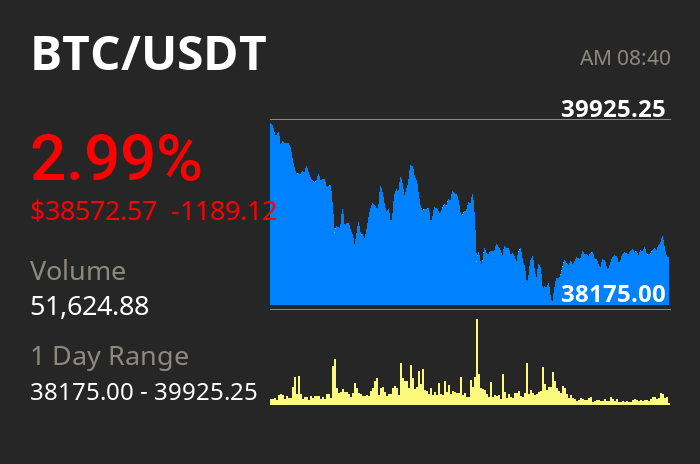 BTC/USDT
AM 08:40
39925.25
2.99%
$38572.57 -1189.12
Volume
51,624.88
38175.00
1 Day Range
38175.00 - 39925.25